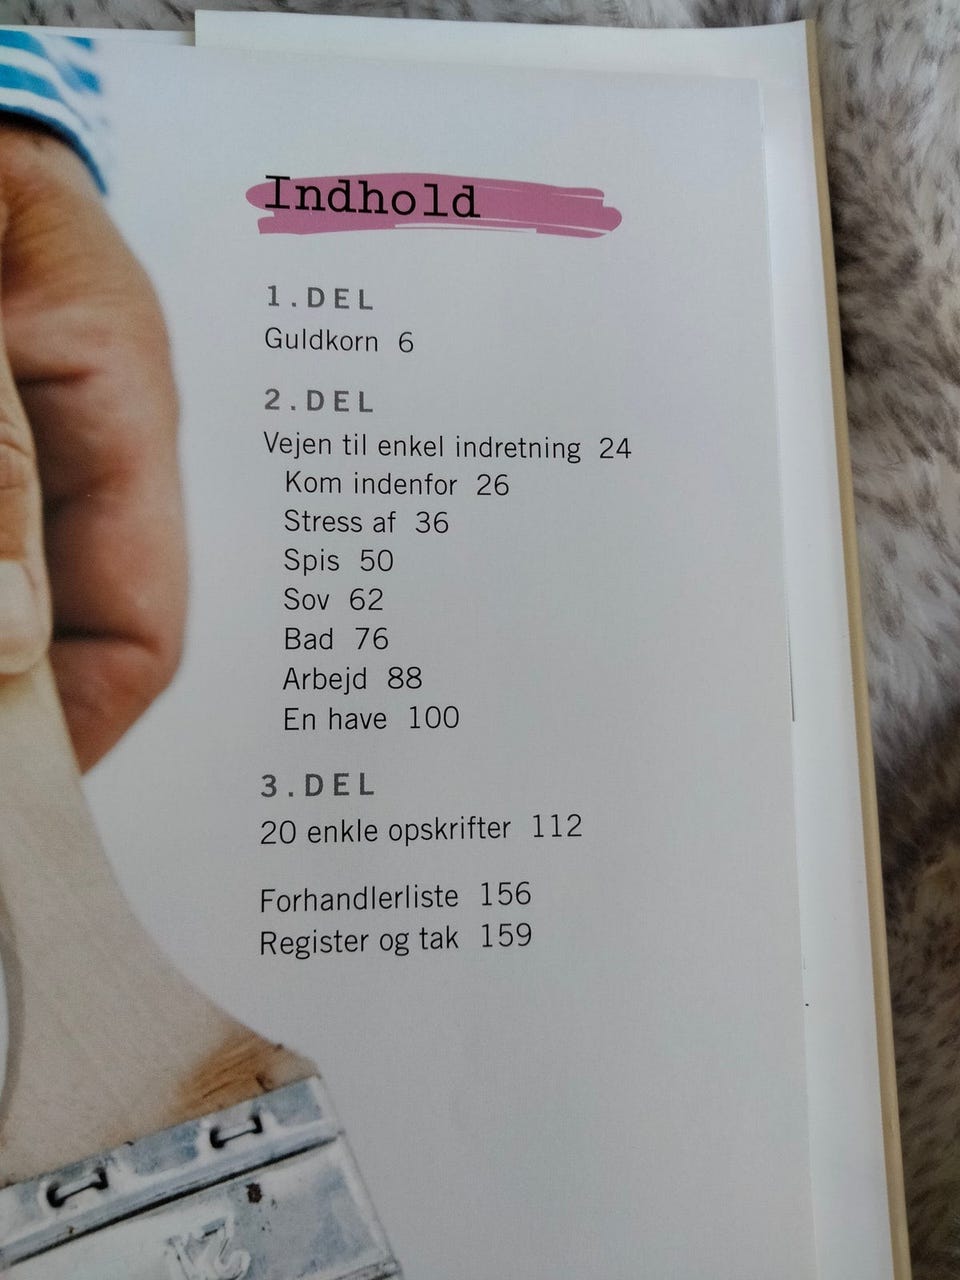 Indhold
1. DEL
Guldkorn 6
2. DEL
Vejen til enkel indretning 24
Kom indenfor 26
Stress af 36
Spis 50
Sov 62
Bad 76
Arbejd 88
En have 100
3. DEL
20 enkle opskrifter 112
Forhandlerliste 156
Register og tak 159
21